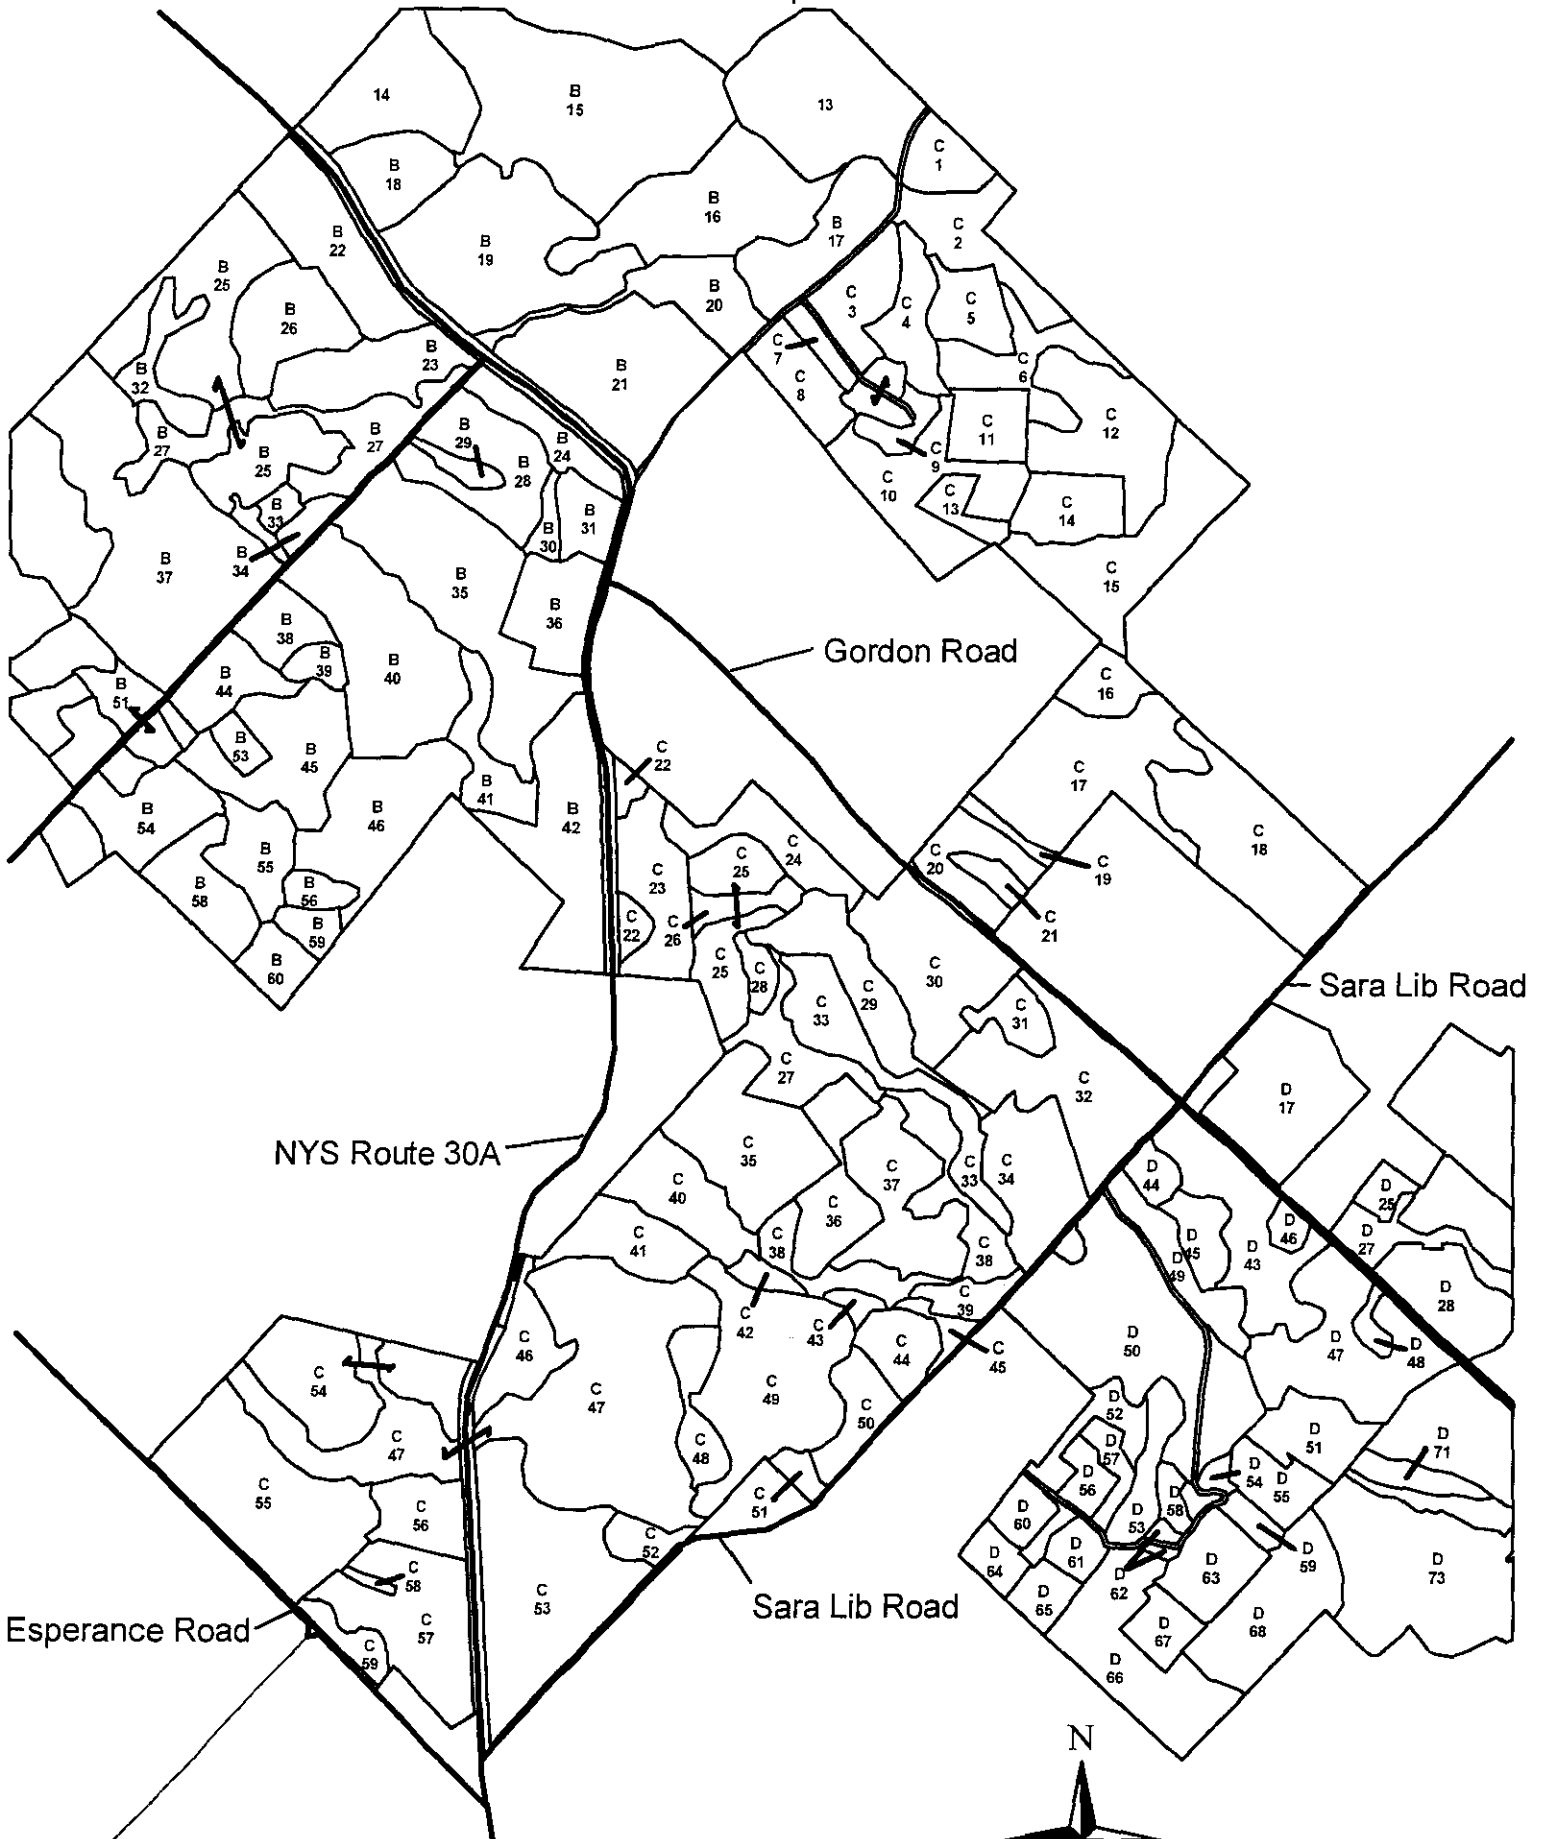 14
B
15
13
C
1
B
18
B
16
B
17
C
2
B
22
B
19
B
25
B
20
C
3
C
4
C
5
B
26
C
7
B
23
B
21
C
6
B
32
C
8
C
12
B
27
B
27
B
29
B
24
C
11
B
25
B
28
C
9
C
10
C
13
B
33
B
31
C
14
B
30
B
34
B
37
B
35
C
15
B
36
B
38
Gordon Road
B
39
B
40
B
44
C
16
B
51
B
53
B
45
C
22
C
17
B
41
B
54
B
46
B
42
C
18
C
24
B
55
C
20
C
25
C
19
C
23
B
58
B
56
C
22
C
26
C
21
B
59
B
60
C
25
C
28
C
30
Sara Lib Road
C
29
C
33
C
31
C
27
C
32
D
17
NYS Route 30A
C
35
C
34
C
33
C
37
D
44
C
40
D
25
C
36
D
46
C
41
C
38
C
38
D
45
D
43
D
27
D
49
D
28
C
39
C
42
C
43
C
46
C
44
C
45
D
50
D
47
D
48
C
54
C
47
C
49
C
50
D
52
C
47
C
48
D
57
D
51
D
71
D
54
D
56
D
55
C
55
C
51
D
58
C
56
D
60
D
53
C
52
D
61
D
59
D
64
D
63
D
73
C
58
D
62
C
53
D
65
Sara Lib Road
Esperance Road
C
57
D
67
D
68
C
59
D
66
N